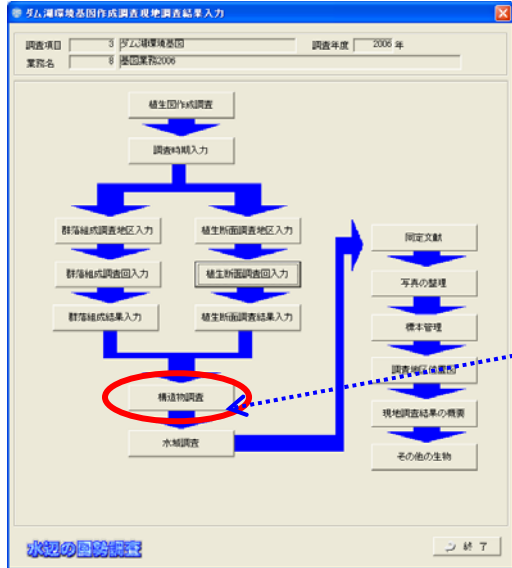 ダム湖環境基図作成調査現地調査結果入力
調査項目 3 ダム湖環境基図 調査年度 2006 年
業務名 8 基図業務2006
植生図作成調査
調査時期入力
群落組成調査地区入力 植生断面調査地区入力
群落組成調査回入力 植生断面調査回入力
群落組成結果入力 植生断面調査結果入力
構造物調査
水域調査
同定文献
写真の整理
標本管理
調査地区位置図
現地調査結果の概要
その他の生物
水辺の国勢調査
終 了